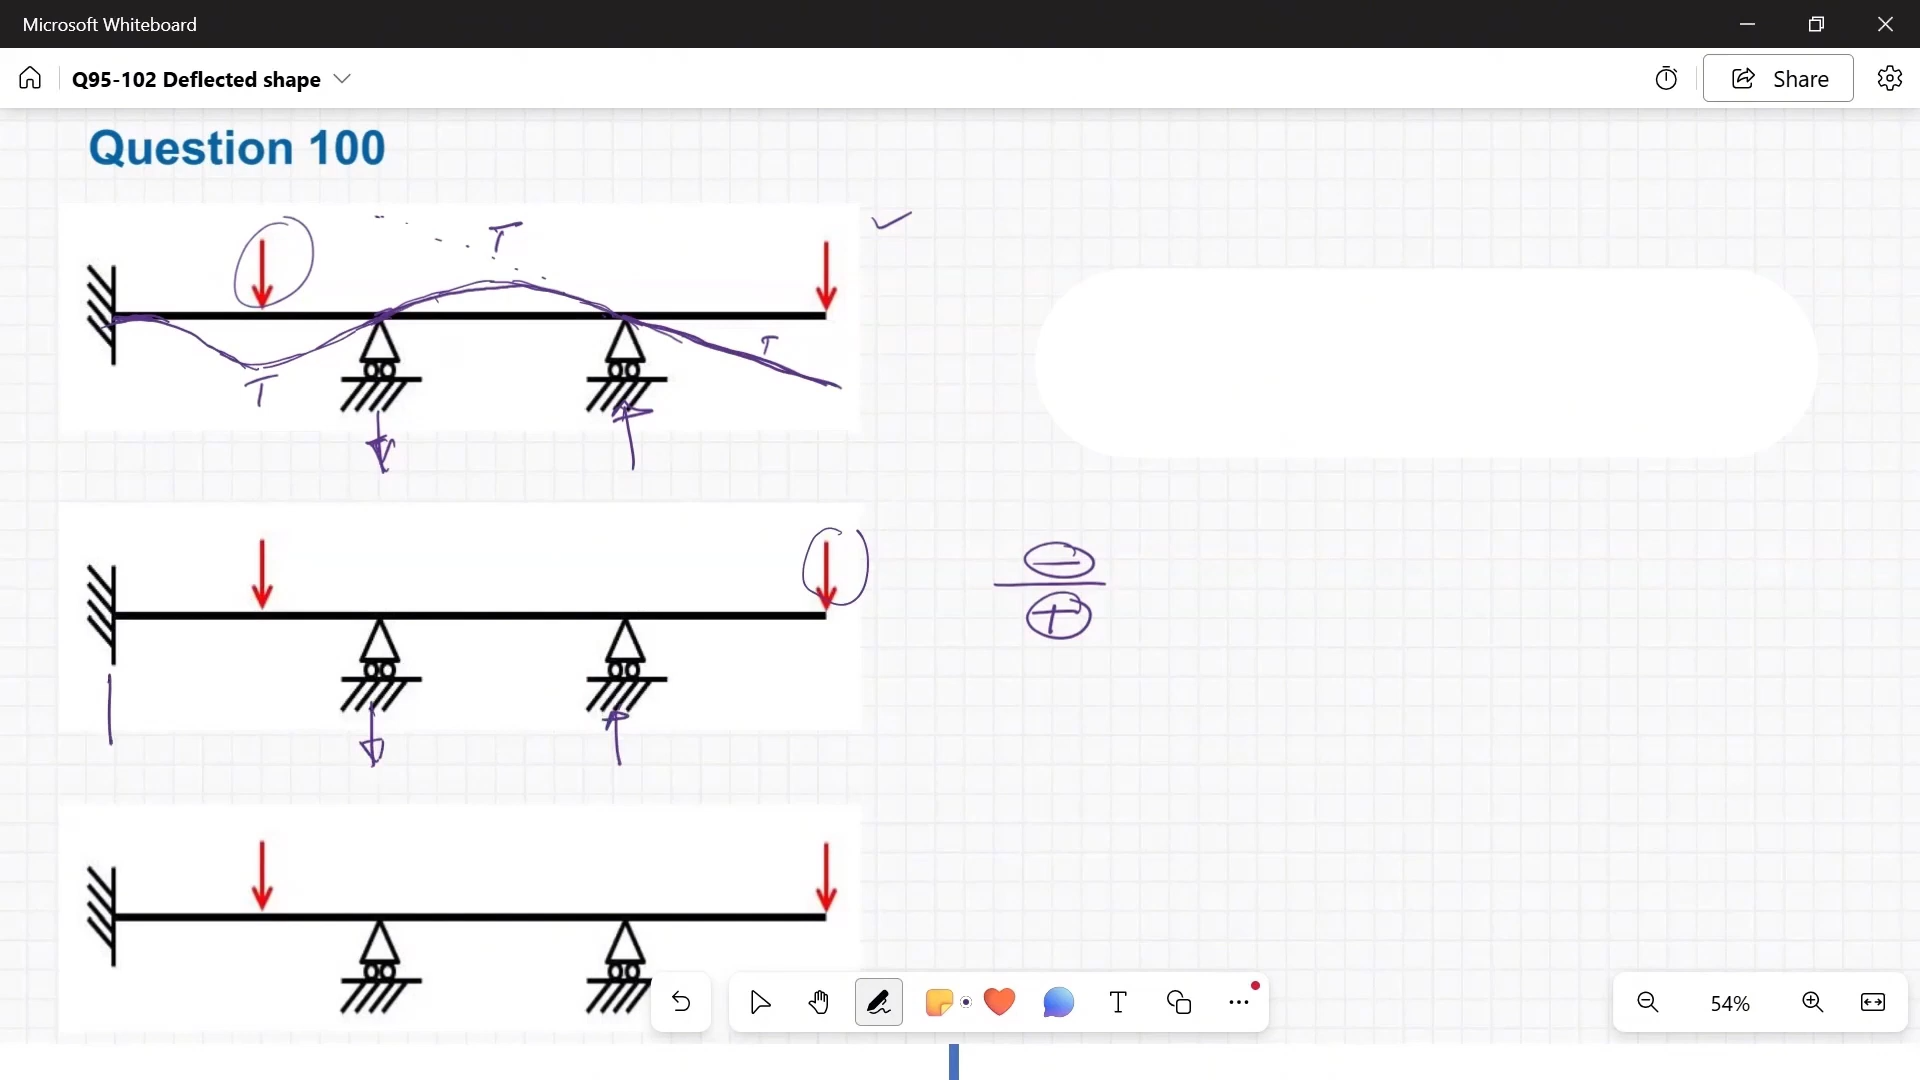 Microsoft Whiteboard
Q95-102 Deflected shape
Share
Question 100
T
T
T
−
+
T
54%